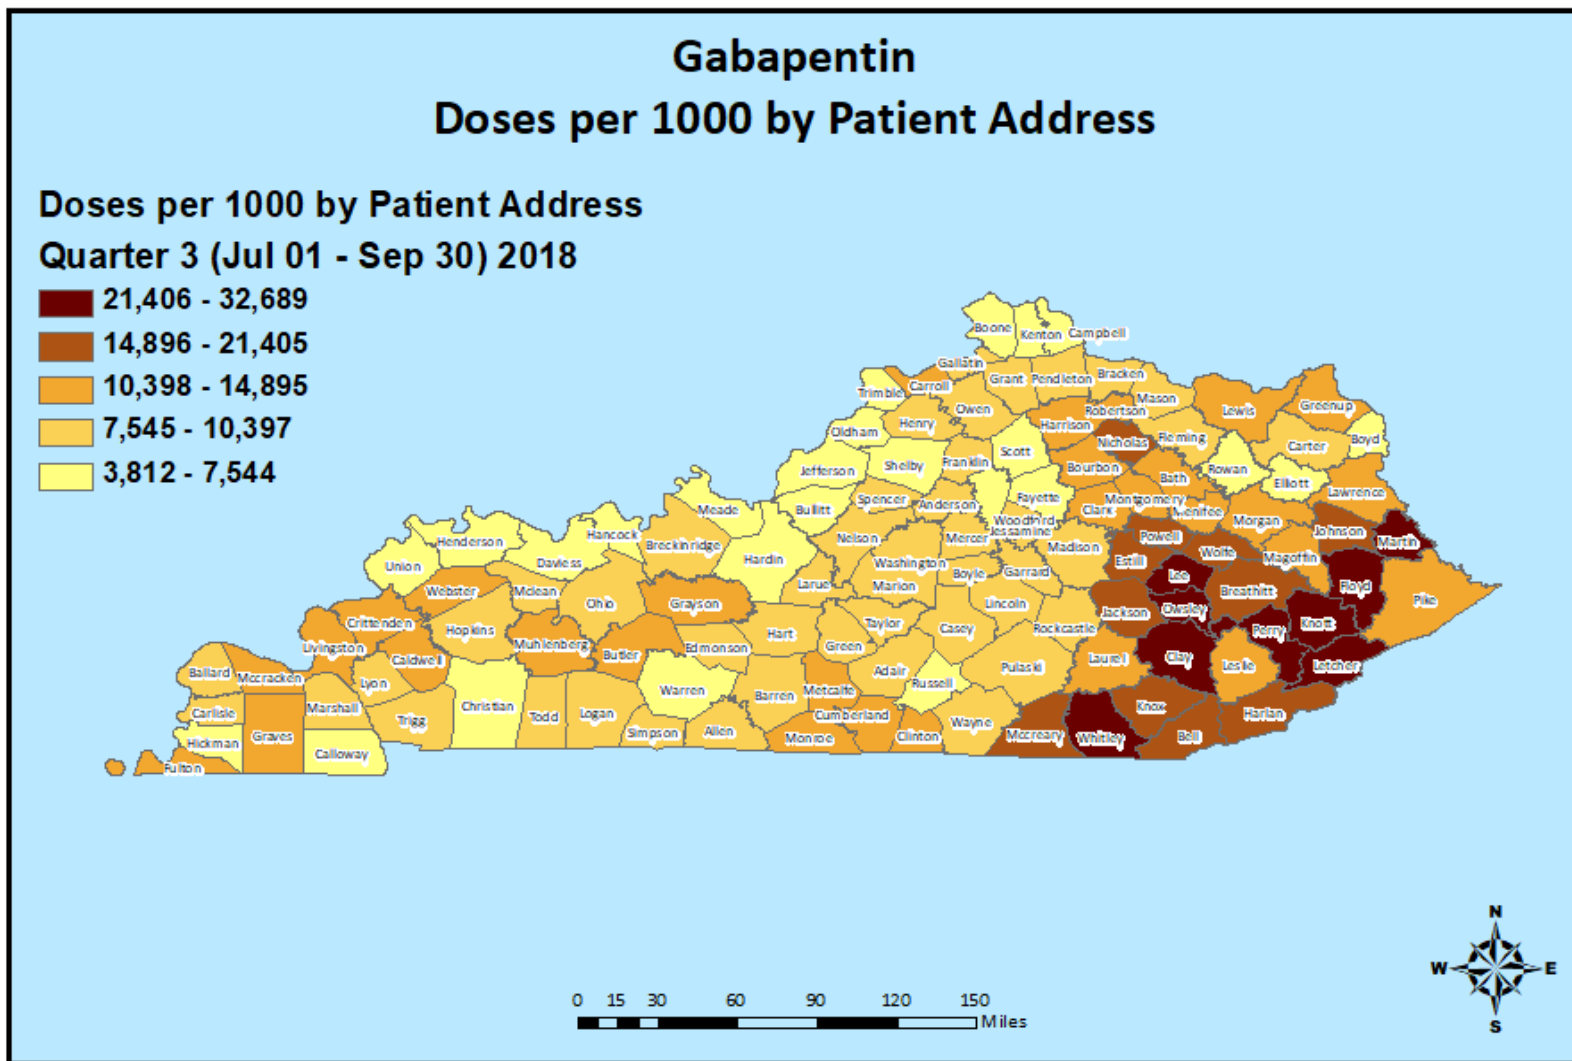 Gabapentin
Doses per 1000 by Patient Address
Doses per 1000 by Patient Address
Quarter 3 (Jul 01 - Sep 30) 2018
21,406 - 32,689
14,896 - 21,405
10,398 - 14,895
7,545 - 10,397
3,812 - 7,544
Boone
Kenton
Campbell
Gallatin
Trimble
Carroll
Grant
Pendleton
Bracken
Mason
Owen
Henry
Oldham
Harrison
Robertson
Lewis
Greenup
Nicholas
Fleming
Carter
Boyd
Jefferson
Shelby
Franklin
Scott
Bourbon
Bath
Rowan
Elliott
Lawrence
Meade
Bullitt
Spencer
Anderson
Woodford
Fayette
Clark
Montgomery
Menifee
Morgan
Johnson
Martin
Hancock
Henderson
Daviess
Breckinridge
Hardin
Nelson
Mercer
Jessamine
Madison
Powell
Wolfe
Magoffin
Union
Webster
Mclean
Ohio
Grayson
Larue
Washington
Marion
Boyle
Garrard
Estill
Lee
Breathitt
Floyd
Pike
Crittenden
Livingston
Hopkins
Muhlenberg
Butler
Edmonson
Hart
Green
Taylor
Casey
Lincoln
Rockcastle
Jackson
Owsley
Perry
Knott
Caldwell
Ballard
Mccracken
Lyon
Christian
Warren
Barren
Metcalfe
Adair
Russell
Pulaski
Laurel
Clay
Leslie
Letcher
Carlisle
Marshall
Trigg
Todd
Logan
Simpson
Allen
Monroe
Cumberland
Clinton
Wayne
Mccreary
Whitley
Knox
Bell
Harlan
Hickman
Graves
Calloway
Fulton
N
W
E
S
0 15 30 60 90 120 150
Miles